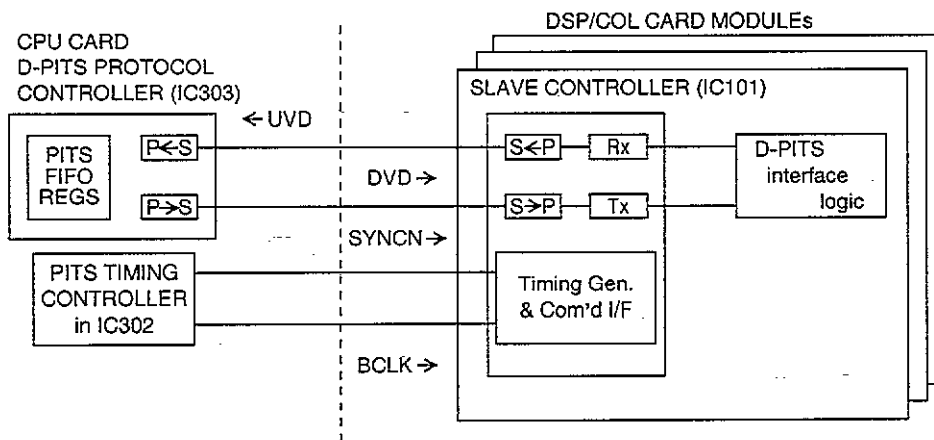 DSP/COL CARD MODULEs
CPU CARD
D-PITS PROTOCOL
CONTROLLER (IC303)
SLAVE CONTROLLER (IC101)
←UVD
PITS
FIFO
REGS
P←S
S←P
Rx
D-PITS
interface
logic
DVD →
P→S
S→P
Tx
SYNCN→
PITS TIMING
CONTROLLER
in IC302
Timing Gen.
& Com'd I/F
BCLK →